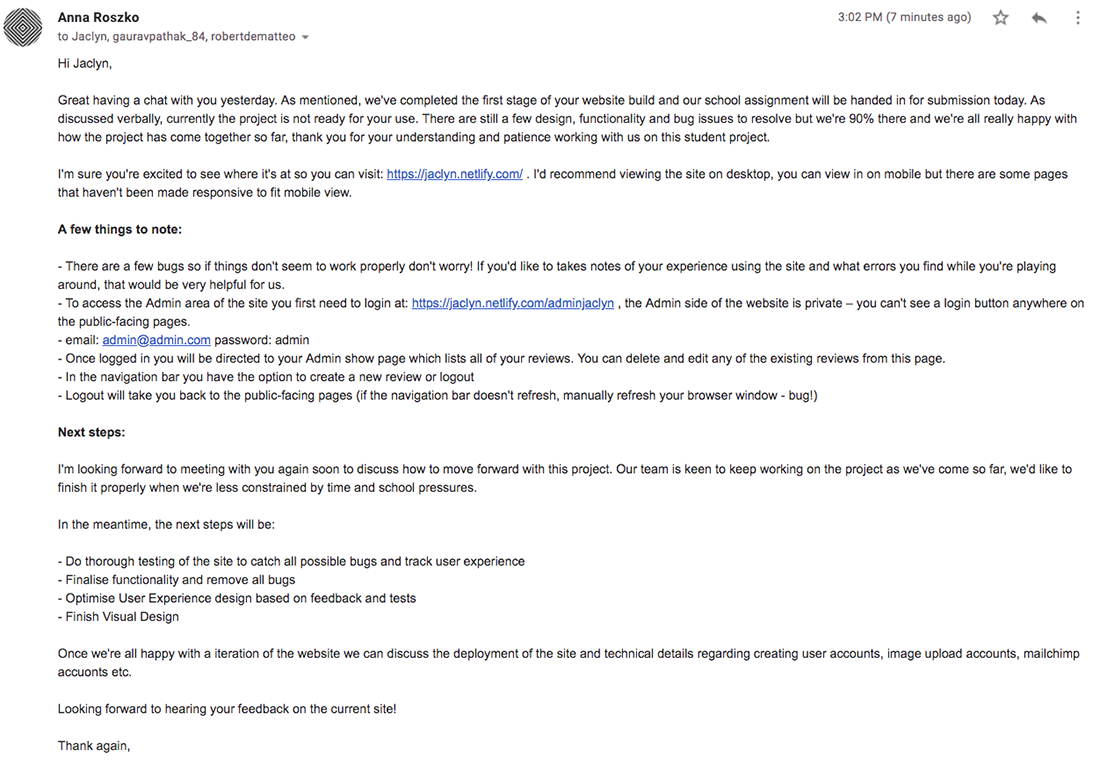 Anna Roszko
3:02 PM (7 minutes ago)
to Jaclyn, gauravpathak_84, robertdematteo
Hi Jaclyn,
Great having a chat with you yesterday. As mentioned, we've completed the first stage of your website build and our school assignment will be handed in for submission today. As
discussed verbally, currently the project is not ready for your use. There are still a few design, functionality and bug issues to resolve but we're 90% there and we're all really happy with
how the project has come together so far, thank you for your understanding and patience working with us on this student project.
I'm sure you're excited to see where it's at so you can visit: https://jaclyn.netlify.com/ . I'd recommend viewing the site on desktop, you can view in on mobile but there are some pages
that haven't been made responsive to fit mobile view.
A few things to note:
- There are a few bugs so if things don't seem to work properly don't worry! If you'd like to takes notes of your experience using the site and what errors you find while you're playing
around, that would be very helpful for us.
- To access the Admin area of the site you first need to login at: https://jaclyn.netlify.com/adminjaclyn , the Admin side of the website is private – you can't see a login button anywhere on
the public-facing pages.
- email: admin@admin.com password: admin
- Once logged in you will be directed to your Admin show page which lists all of your reviews. You can delete and edit any of the existing reviews from this page.
- In the navigation bar you have the option to create a new review or logout
- Logout will take you back to the public-facing pages (if the navigation bar doesn't refresh, manually refresh your browser window - bug!)
Next steps:
I'm looking forward to meeting with you again soon to discuss how to move forward with this project. Our team is keen to keep working on the project as we've come so far, we'd like to
finish it properly when we're less constrained by time and school pressures.
In the meantime, the next steps will be:
- Do thorough testing of the site to catch all possible bugs and track user experience
- Finalise functionality and remove all bugs
- Optimise User Experience design based on feedback and tests
- Finish Visual Design
Once we're all happy with a iteration of the website we can discuss the deployment of the site and technical details regarding creating user accounts, image upload accounts, mailchimp
accuonts etc.
Looking forward to hearing your feedback on the current site!
Thank again,